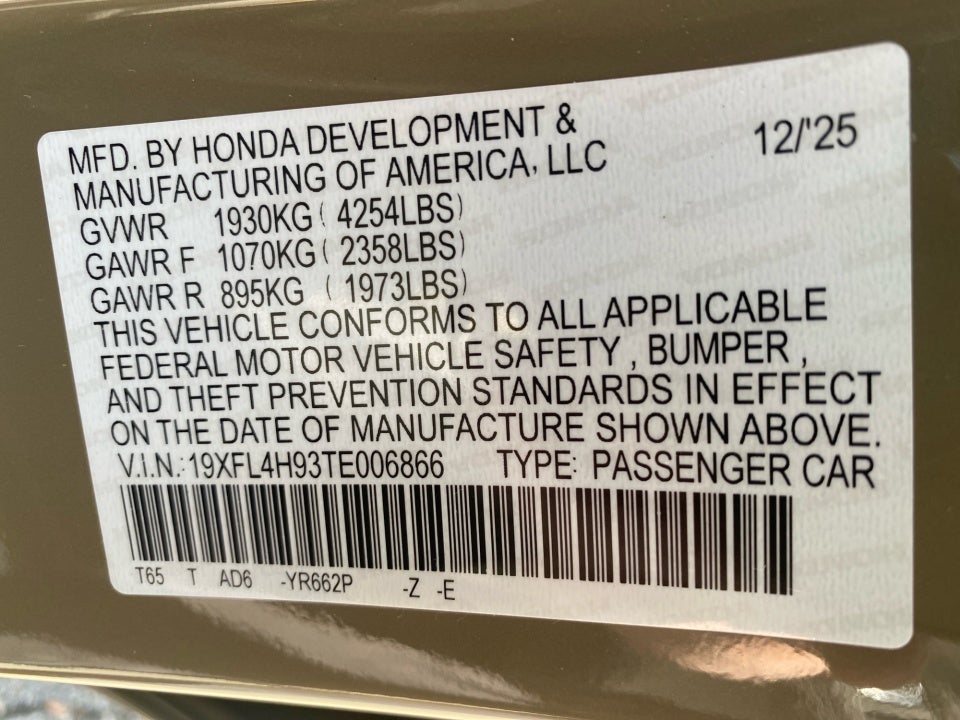 MFD. BY HONDA DEVELOPMENT &
MANUFACTURING OF AMERICA, LLC
12/'25
GVWR 1930KG ( 4254LBS)
GAWR F 1070KG ( 2358LBS)
GAWR R 895KG ( 1973LBS)
THIS VEHICLE CONFORMS TO ALL APPLICABLE
FEDERAL MOTOR VEHICLE SAFETY , BUMPER ,
AND THEFT PREVENTION STANDARDS IN EFFECT
ON THE DATE OF MANUFACTURE SHOWN ABOVE.
V.I.N.:19XFL4H93TE006866 TYPE: PASSENGER CAR
T65 T AD6 -YR662P -Z -E